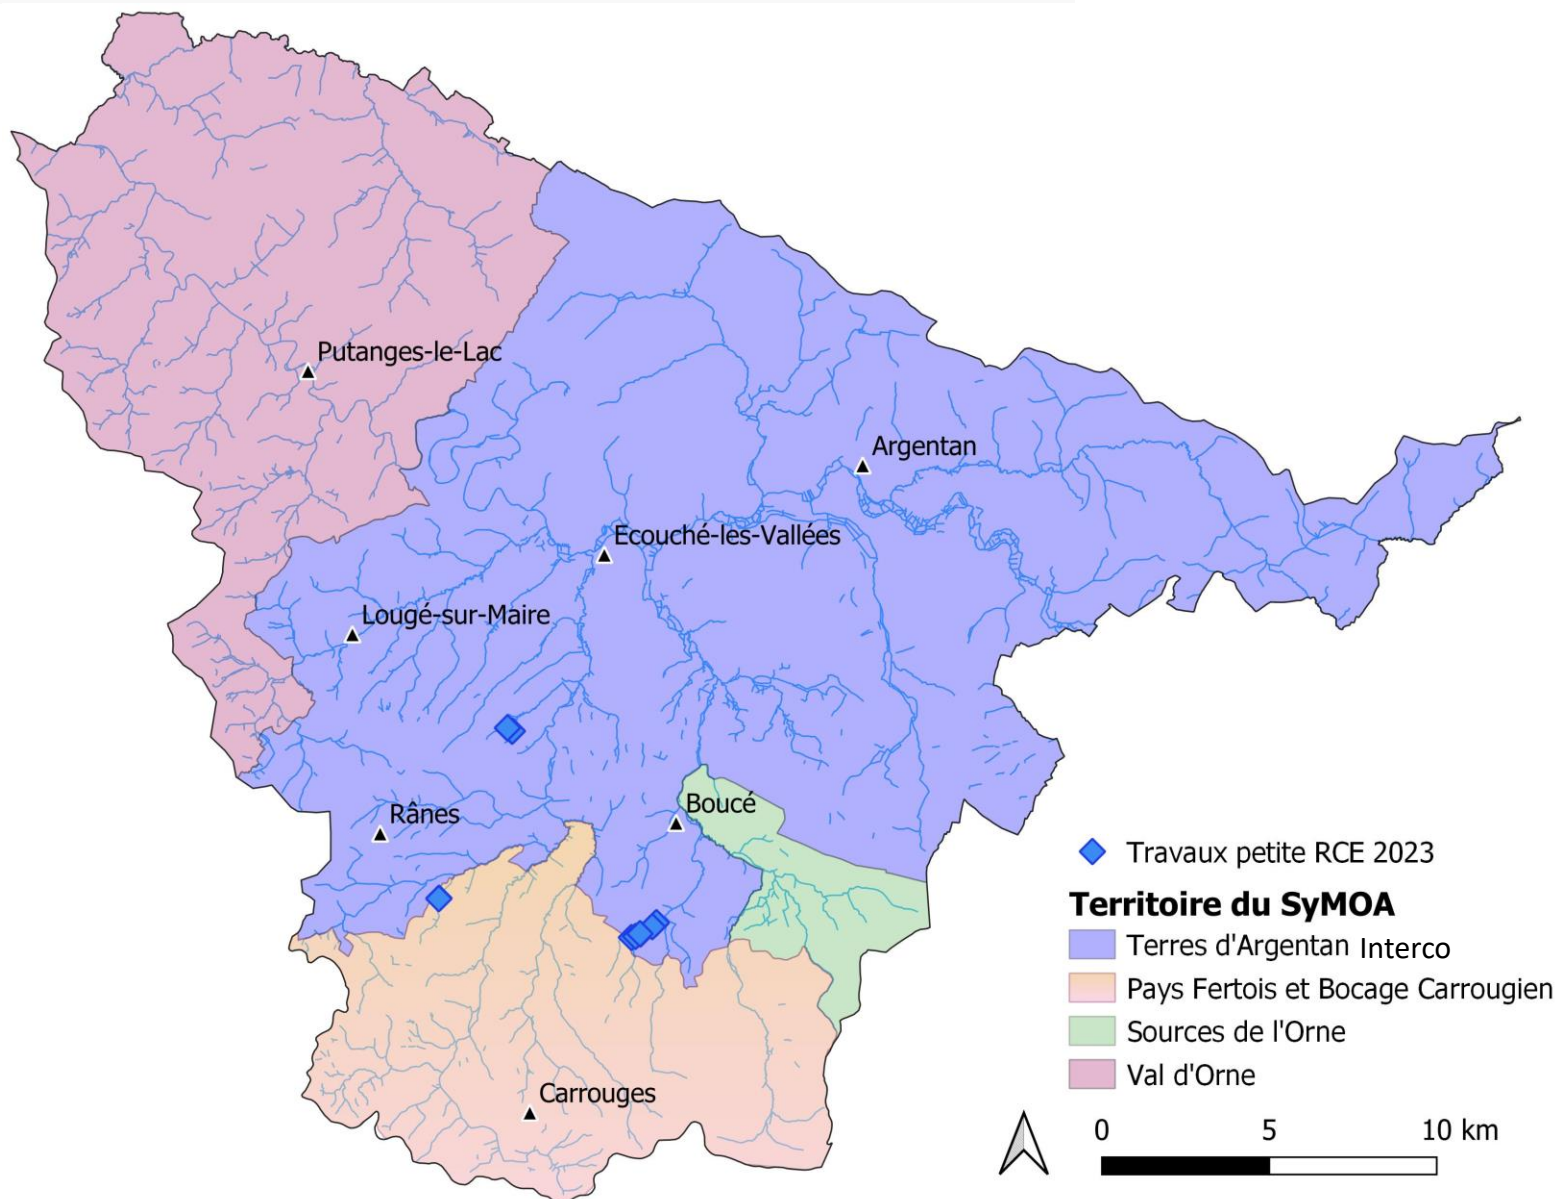 Putanges-le-Lac
Argentan
Ecouché-les-Vallées
Lougé-sur-Maire
Boucé
Rânes
Carrouges
Travaux petite RCE 2023
Territoire du SyMOA
Terres d'Argentan Interco
Pays Fertois et Bocage Carrougien
Sources de l'Orne
Val d'Orne
0 5 10 km